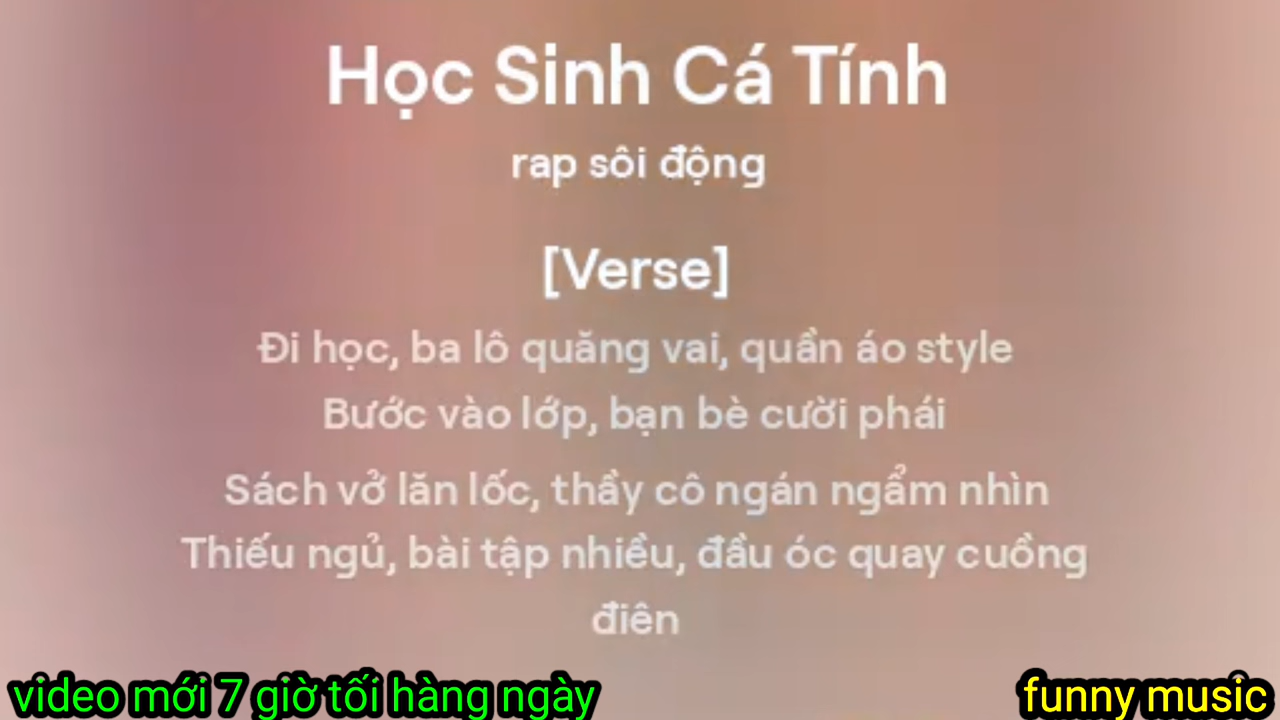 Học Sinh Cá Tính
rap sôi động
[Verse]
Đi học, ba lô quăng vai, quần áo style
Bước vào lớp, bạn bè cười phái
Sách vở lăn lốc, thầy cô ngán ngẩm nhìn
Thiếu ngủ, bài tập nhiều, đầu óc quay cuồng
điên
video mới 7 giờ tối hàng ngày
funny music